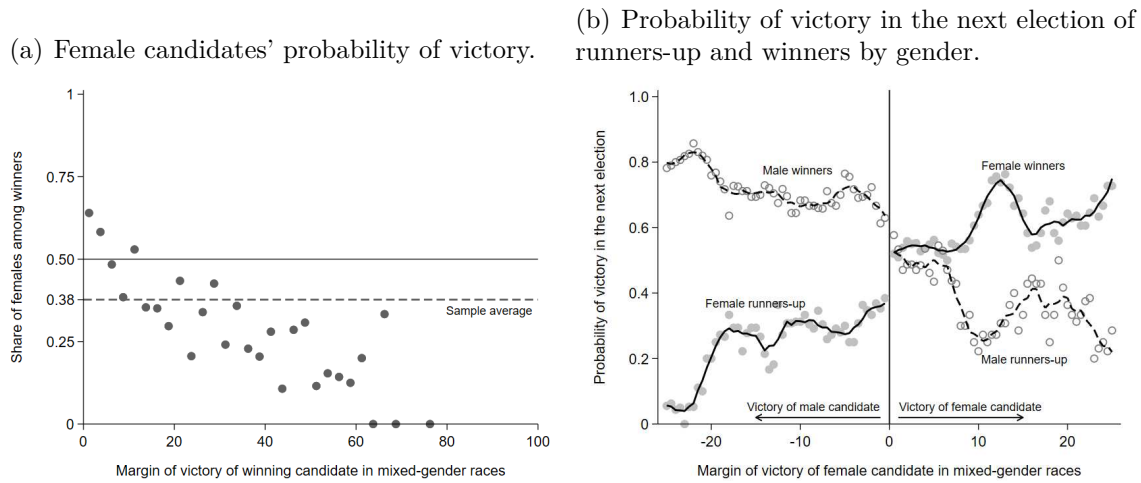 (a) Female candidates' probability of victory.
1
0.75
0.50
0.38
0.25
0
Sample average
0
20
40
60
80
100
Share of females among winners
Margin of victory of winning candidate in mixed-gender races
(b) Probability of victory in the next election of
runners-up and winners by gender.
1.0
0.8
0.6
0.4
0.2
0
Male winners
Female winners
Female runners-up
Male runners-up
Victory of male candidate
Victory of female candidate
-20
-10
0
10
20
Probability of victory in the next election
Margin of victory of female candidate in mixed-gender races